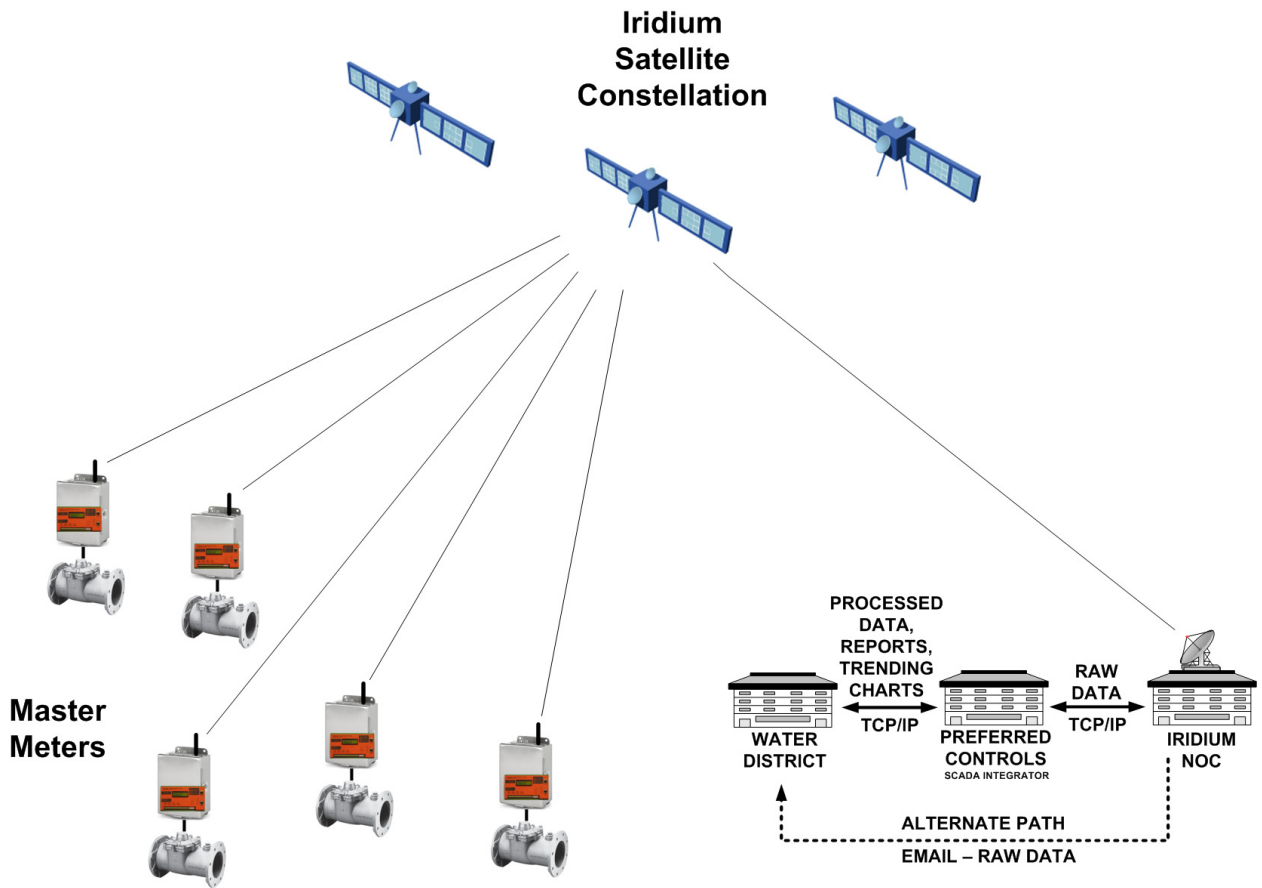 Iridium
Satellite
Constellation
Master
Meters
PROCESSED
DATA,
REPORTS,
TRENDING
CHARTS
TCP/IP
RAW
DATA
TCP/IP
WATER
DISTRICT
PREFERRED
CONTROLS
SCADA INTEGRATOR
IRIDIUM
NOC
ALTERNATE PATH
EMAIL – RAW DATA